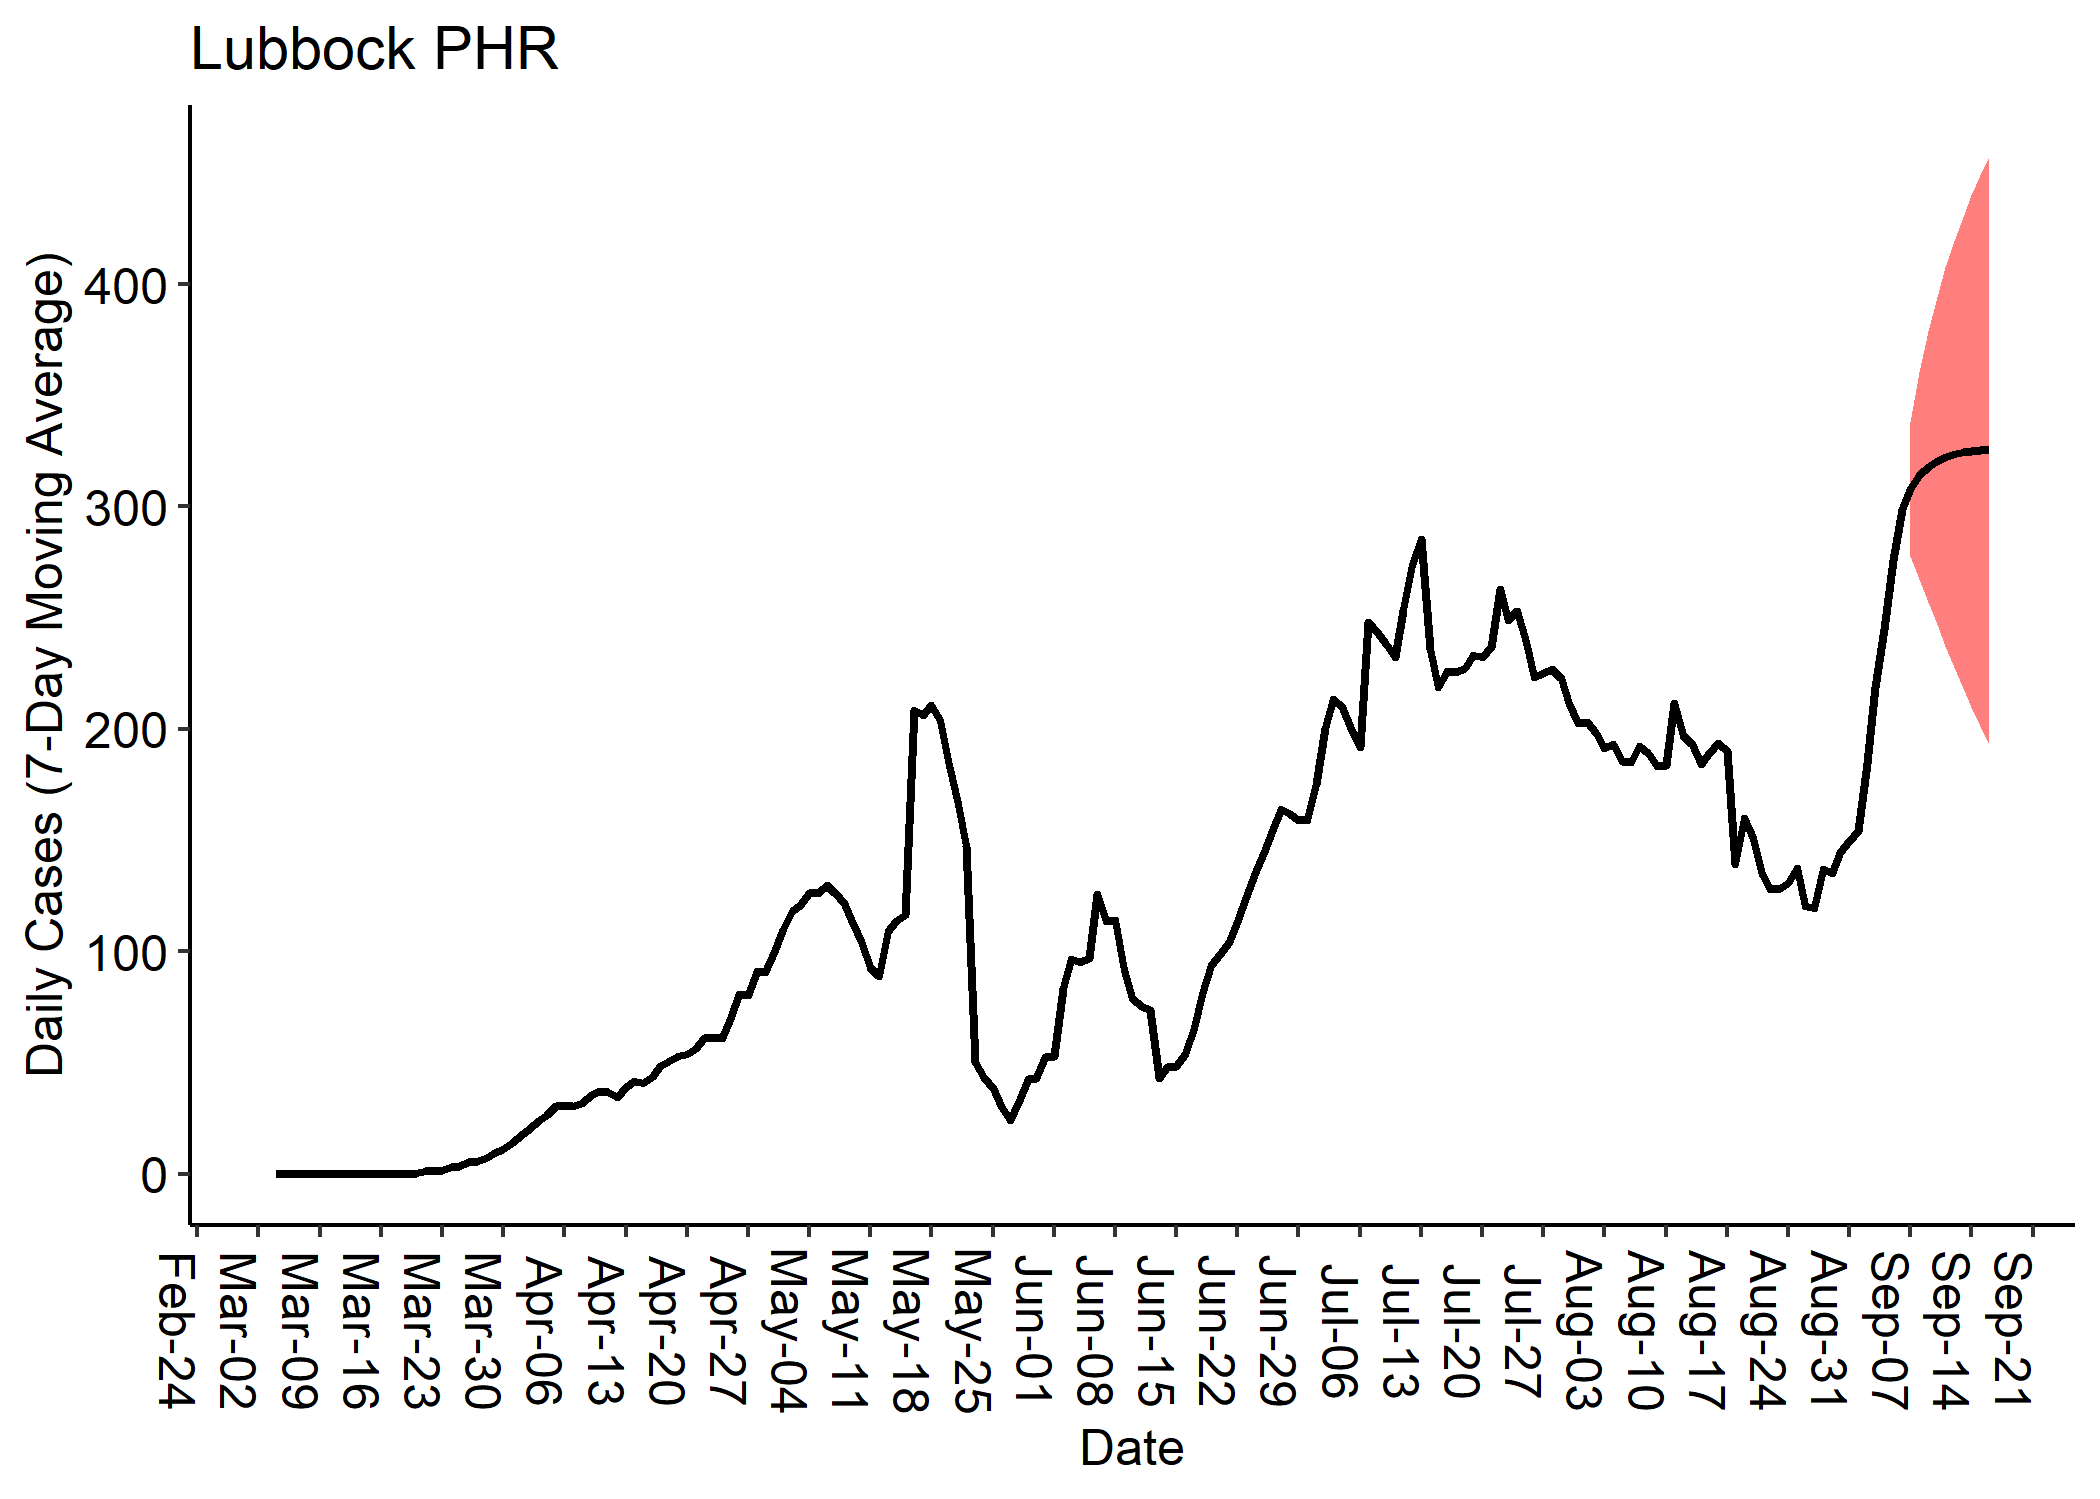 Lubbock PHR
Daily Cases (7-Day Moving Average)
400
300
200
100
0
Feb-24
Mar-02
Mar-09
Mar-16
Mar-23
Mar-30
Apr-06
Apr-13
Apr-20
Apr-27
May-04
May-11
May-18
May-25
Jun-01
Jun-08
Jun-15
Jun-22
Jun-29
Jul-06
Jul-13
Jul-20
Jul-27
Aug-03
Aug-10
Aug-17
Aug-24
Aug-31
Sep-07
Sep-14
Sep-21
Date